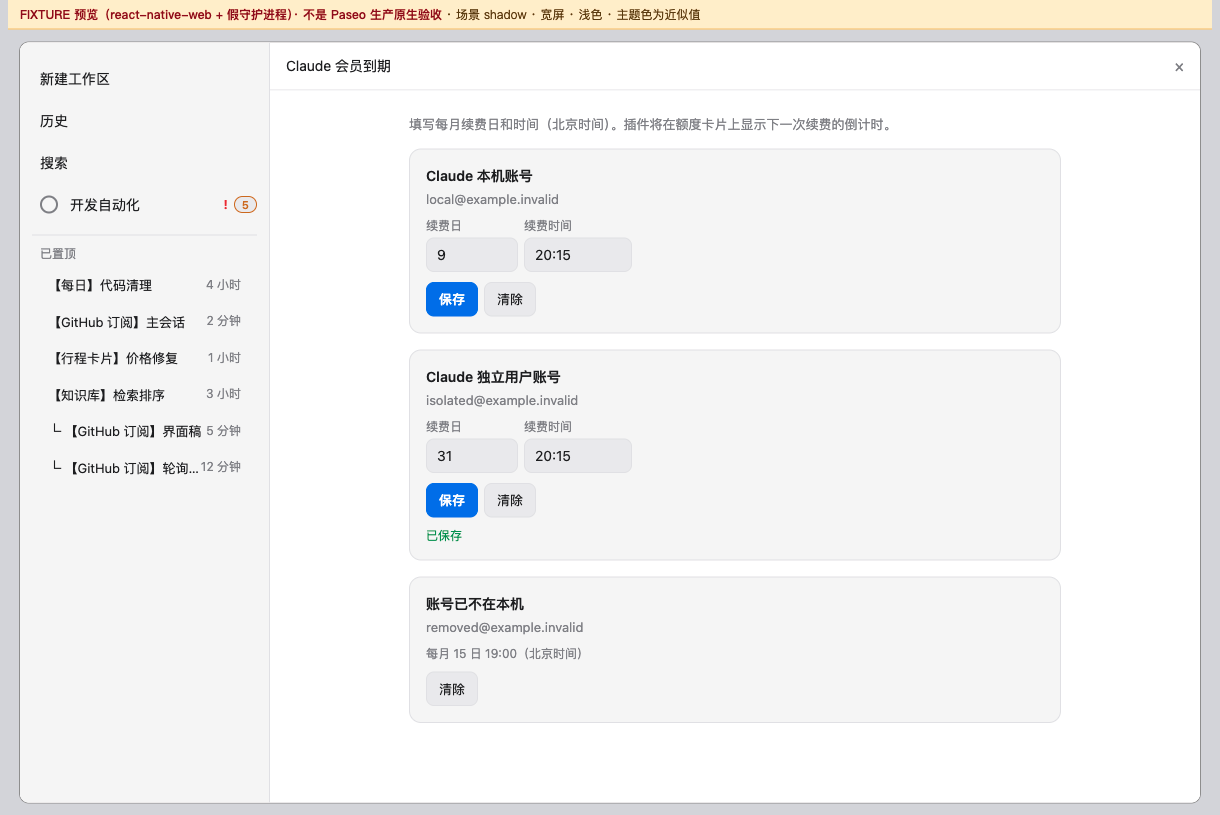 FIXTURE 预览（react-native-web + 假守护进程）· 不是 Paseo 生产原生验收 · 场景 shadow · 宽屏 · 浅色 · 主题色为近似值
新建工作区
历史
搜索
开发自动化 ! 5
已置顶
【每日】代码清理 4 小时
【GitHub 订阅】主会话 2 分钟
【行程卡片】价格修复 1 小时
【知识库】检索排序 3 小时
└ 【GitHub 订阅】界面稿 5 分钟
└ 【GitHub 订阅】轮询... 12 分钟
Claude 会员到期 ×
填写每月续费日和时间（北京时间）。插件将在额度卡片上显示下一次续费的倒计时。
Claude 本机账号
local@example.invalid
续费日 续费时间
9 20:15
保存 清除
Claude 独立用户账号
isolated@example.invalid
续费日 续费时间
31 20:15
保存 清除
已保存
账号已不在本机
removed@example.invalid
每月 15 日 19:00（北京时间）
清除